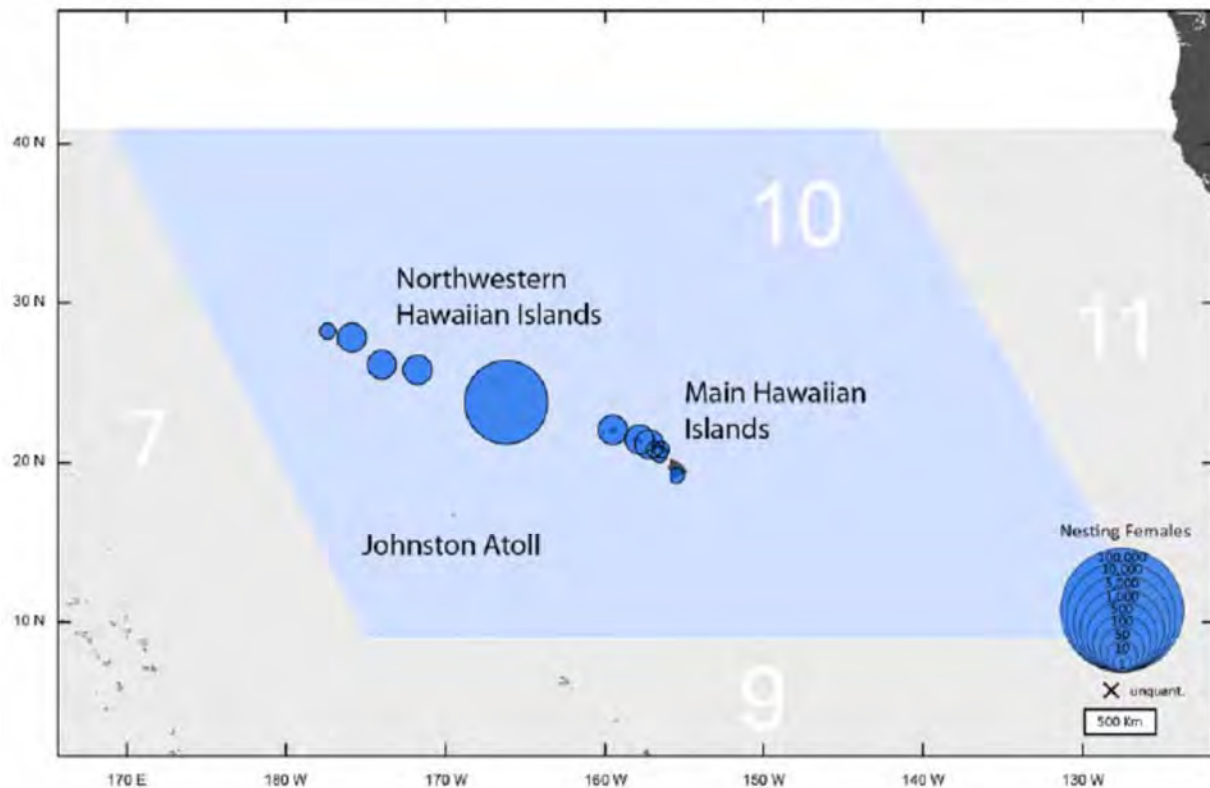 40 N
30 N
20 N
10 N
10
11
7
9
Northwestern
Hawaiian Islands
Main Hawaiian
Islands
Johnston Atoll
Nesting Females
100,000
10,000
5,000
1,000
500
100
50
10
1
unquant.
500 Km
170 E
180 W
170 W
160 W
150 W
140 W
130 W